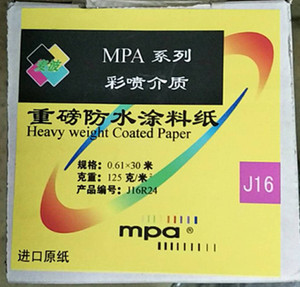 MPA 系列
彩喷介质
重磅防水涂料纸
Heavy weight Coated Paper
规格：0.61×30 米
克重：125 克/米²
产品编号：J16R24
J16
mpa®
进口原纸